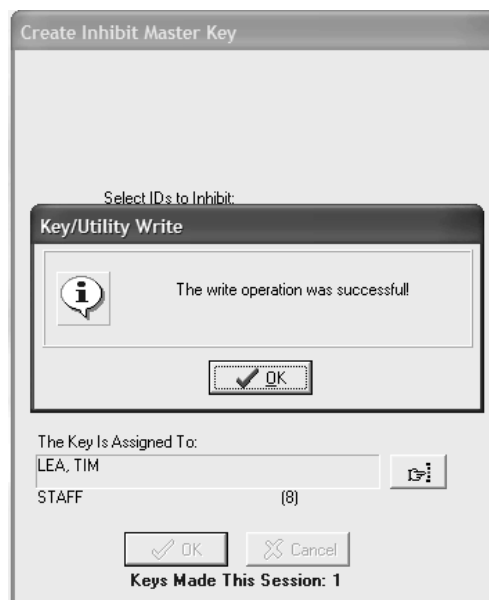 Create Inhibit Master Key
Select IDs to Inhibit:
Key/Utility Write
The write operation was successful!
OK
The Key Is Assigned To:
LEA, TIM
STAFF (8)
OK Cancel
Keys Made This Session: 1